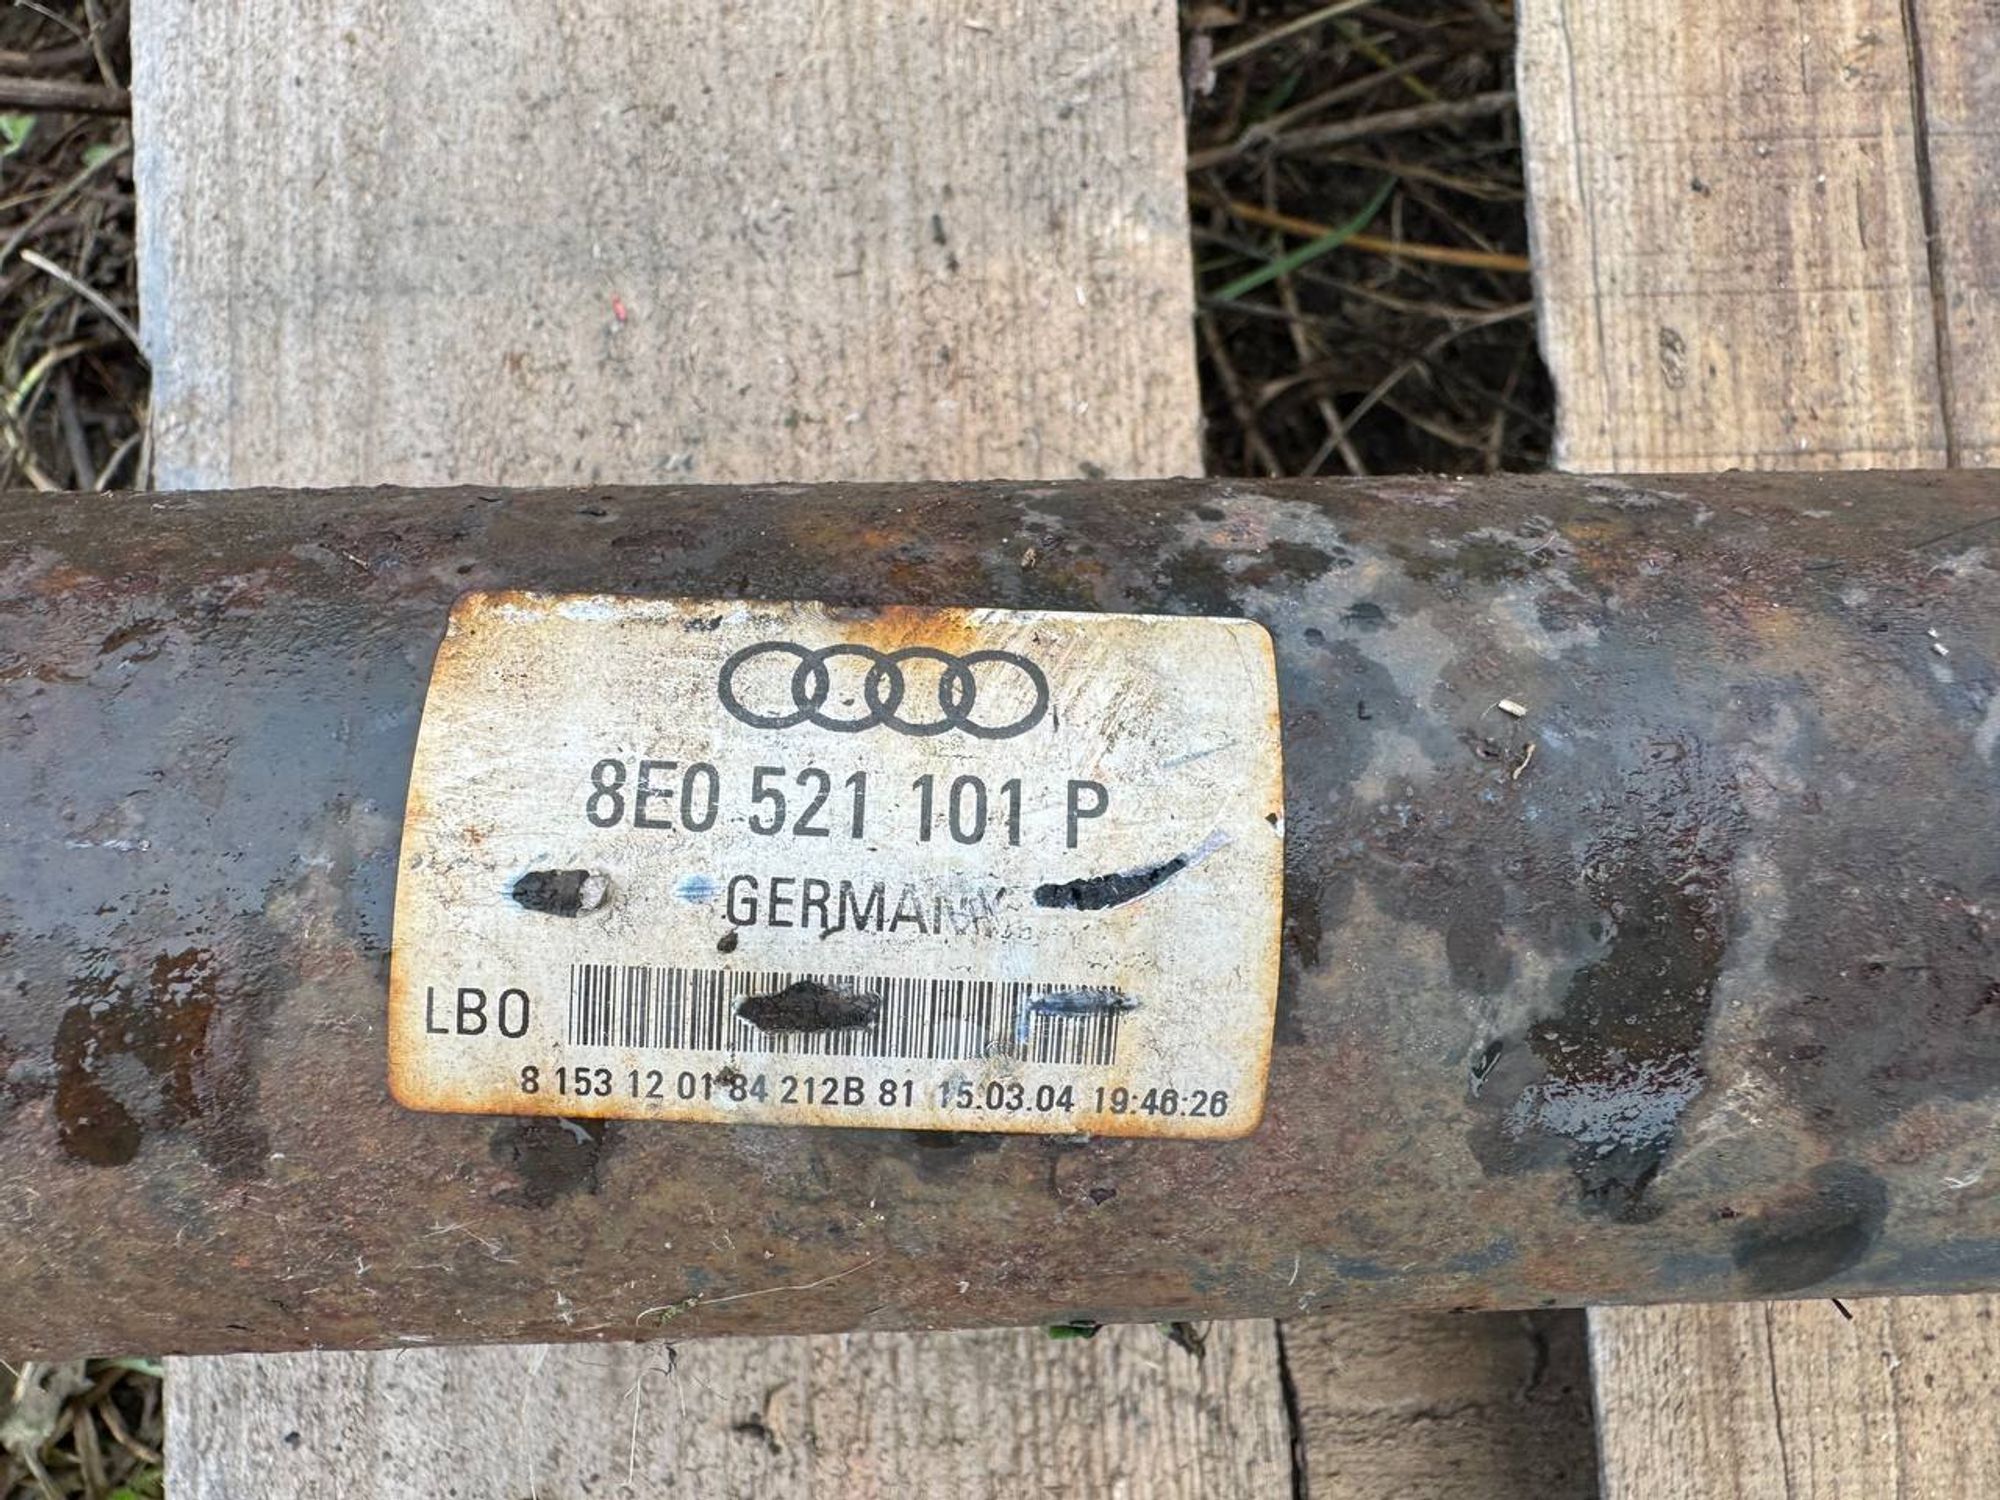 8E0 521 101 P
GERMANY
LBO
8 153 12 01 84 212B 81 15.03.04 19:46:26